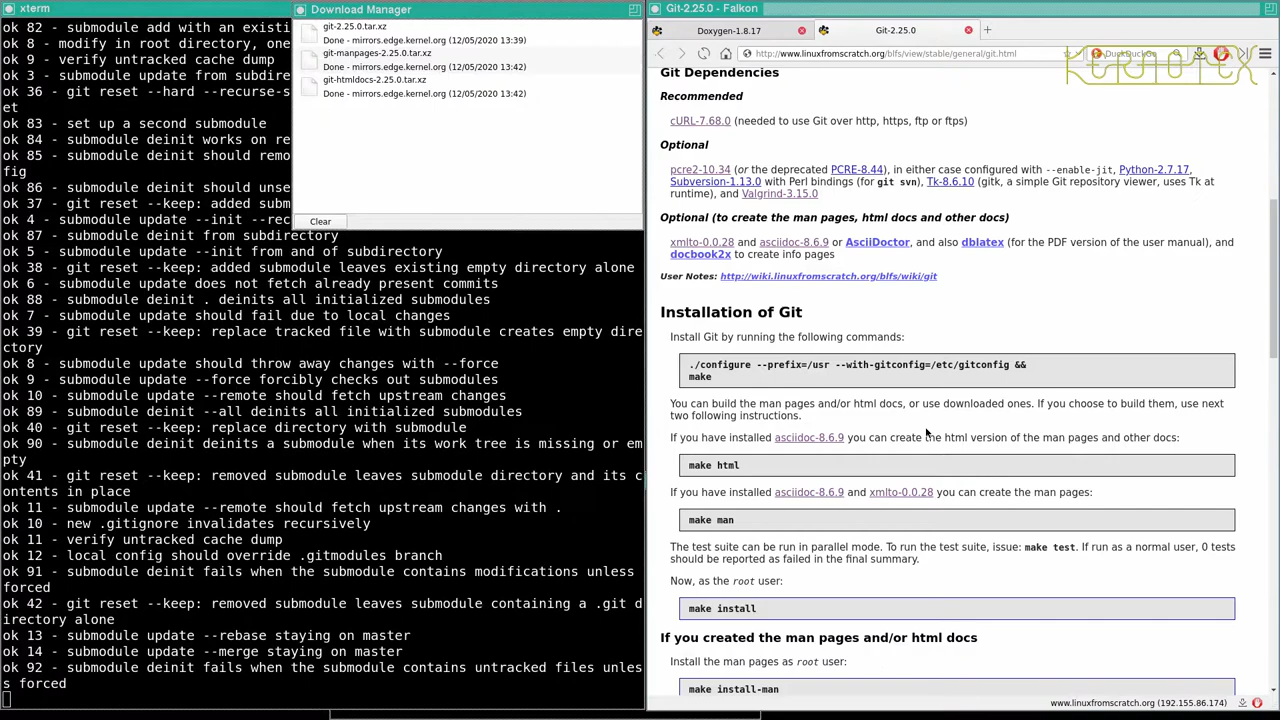 xterm
ok 82 - submodule add with an existi
ok 8 - modify in root directory, one
ok 9 - verify untracked cache dump
ok 3 - submodule update from subdire
ok 36 - git reset --hard --recurse-s
et
ok 83 - set up a second submodule
ok 84 - submodule deinit works on re
ok 85 - submodule deinit should remo
fig
ok 86 - submodule deinit should unse
ok 37 - git reset --keep: added subm
ok 4 - submodule update --init --rec
ok 87 - submodule deinit from subdirectory
ok 5 - submodule update --init from and of subdirectory
ok 38 - git reset --keep: added submodule leaves existing empty directory alone
ok 6 - submodule update does not fetch already present commits
ok 88 - submodule deinit . deinits all initialized submodules
ok 7 - submodule update should fail due to local changes
ok 39 - git reset --keep: replace tracked file with submodule creates empty dire
ctory
ok 8 - submodule update should throw away changes with --force
ok 9 - submodule update --force forcibly checks out submodules
ok 10 - submodule update --remote should fetch upstream changes
ok 89 - submodule deinit --all deinits all initialized submodules
ok 40 - git reset --keep: replace directory with submodule
ok 90 - submodule deinit deinits a submodule when its work tree is missing or em
pty
ok 41 - git reset --keep: removed submodule leaves submodule directory and its c
ontents in place
ok 11 - submodule update --remote should fetch upstream changes with .
ok 10 - new .gitignore invalidates recursively
ok 11 - verify untracked cache dump
ok 12 - local config should override .gitmodules branch
ok 91 - submodule deinit fails when the submodule contains modifications unless
forced
ok 42 - git reset --keep: removed submodule leaves submodule containing a .git d
irectory alone
ok 13 - submodule update --rebase staying on master
ok 14 - submodule update --merge staying on master
ok 92 - submodule deinit fails when the submodule contains untracked files unles
s forced
Download Manager
git-2.25.0.tar.xz
Done - mirrors.edge.kernel.org (12/05/2020 13:39)
git-manpages-2.25.0.tar.xz
Done - mirrors.edge.kernel.org (12/05/2020 13:42)
git-htmldocs-2.25.0.tar.xz
Done - mirrors.edge.kernel.org (12/05/2020 13:42)
Clear
Git-2.25.0 - Falkon
Doxygen-1.8.17
Git-2.25.0
http://www.linuxfromscratch.org/blfs/view/stable/general/git.html
DuckDuckGo
KERNOTEX
Git Dependencies
Recommended
cURL-7.68.0 (needed to use Git over http, https, ftp or ftps)
Optional
pcre2-10.34 (or the deprecated PCRE-8.44), in either case configured with --enable-jit, Python-2.7.17,
Subversion-1.13.0 with Perl bindings (for git svn), Tk-8.6.10 (gitk, a simple Git repository viewer, uses Tk at
runtime), and Valgrind-3.15.0
Optional (to create the man pages, html docs and other docs)
xmlto-0.0.28 and asciidoc-8.6.9 or AsciiDoctor, and also dblatex (for the PDF version of the user manual), and
docbook2x to create info pages
User Notes: http://wiki.linuxfromscratch.org/blfs/wiki/git
Installation of Git
Install Git by running the following commands:
./configure --prefix=/usr --with-gitconfig=/etc/gitconfig &&
make
You can build the man pages and/or html docs, or use downloaded ones. If you choose to build them, use next
two following instructions.
If you have installed asciidoc-8.6.9 you can create the html version of the man pages and other docs:
make html
If you have installed asciidoc-8.6.9 and xmlto-0.0.28 you can create the man pages:
make man
The test suite can be run in parallel mode. To run the test suite, issue: make test. If run as a normal user, 0 tests
should be reported as failed in the final summary.
Now, as the root user:
make install
If you created the man pages and/or html docs
Install the man pages as root user:
make install-man
www.linuxfromscratch.org (192.155.86.174)